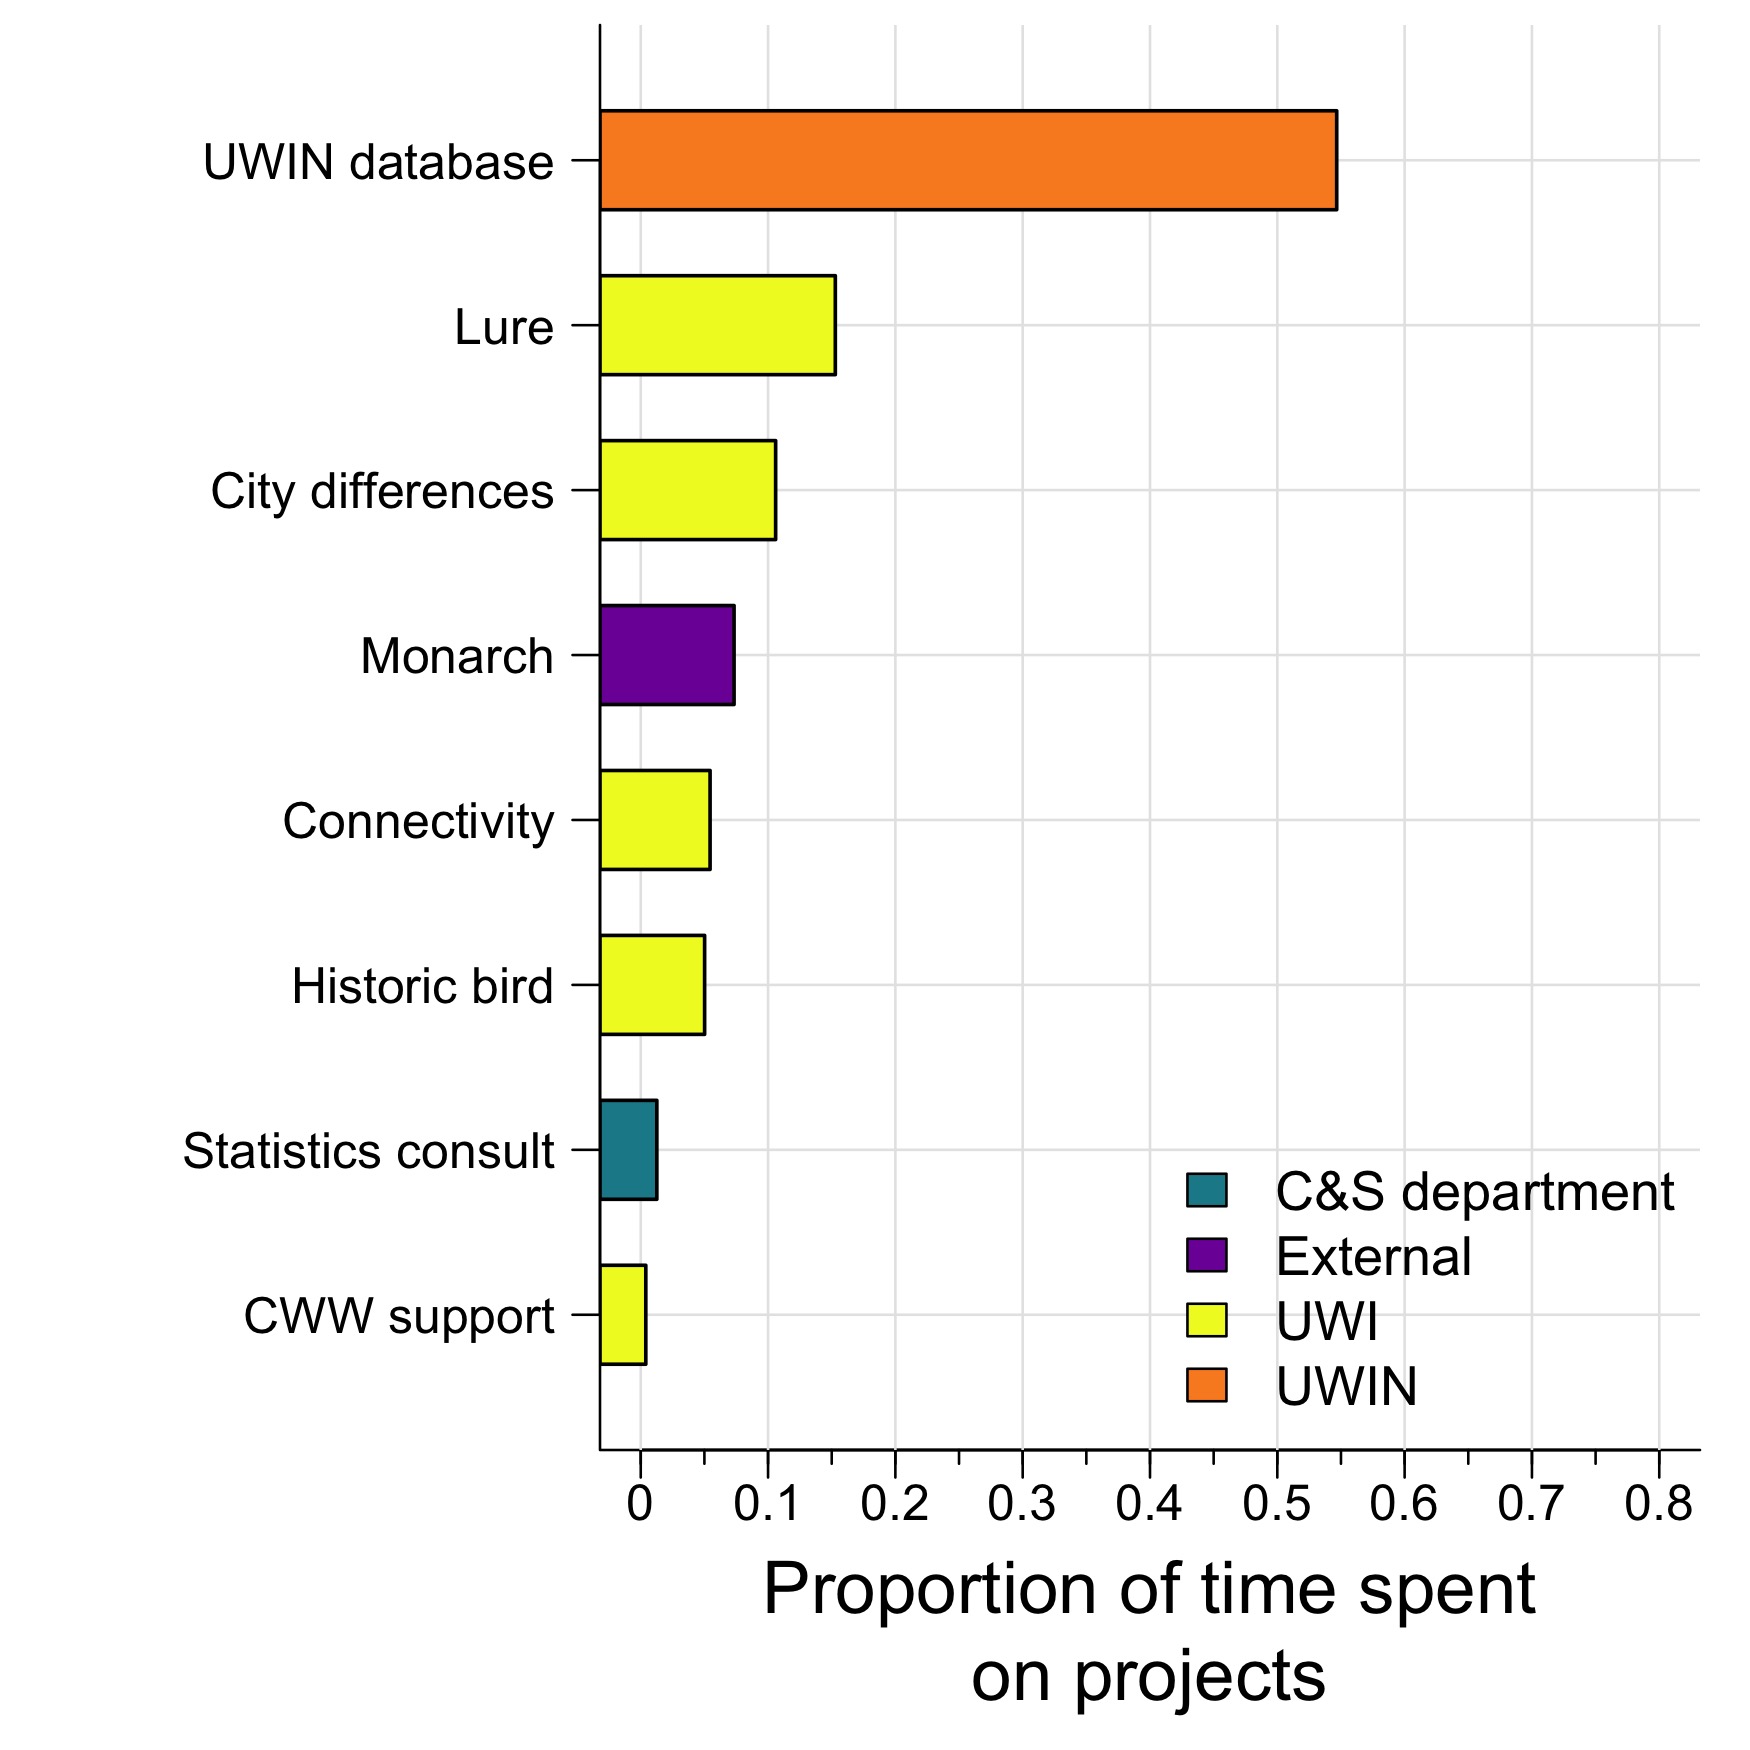 UWIN database
Lure
City differences
Monarch
Connectivity
Historic bird
Statistics consult
CWW support
C&S department
External
UWI
UWIN
0 0.1 0.2 0.3 0.4 0.5 0.6 0.7 0.8
Proportion of time spent
on projects